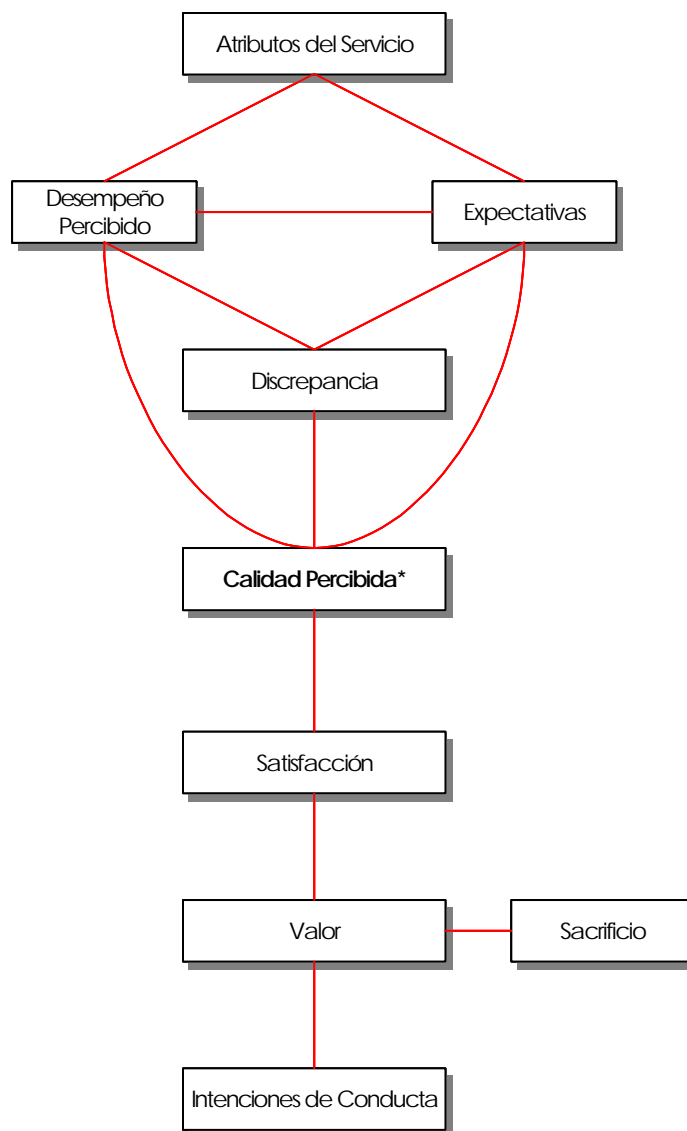 Atributos del Servicio
Desempeño
Percibido
Expectativas
Discrepancia
Calidad Percibida*
Satisfacción
Valor
Sacrificio
Intenciones de Conducta